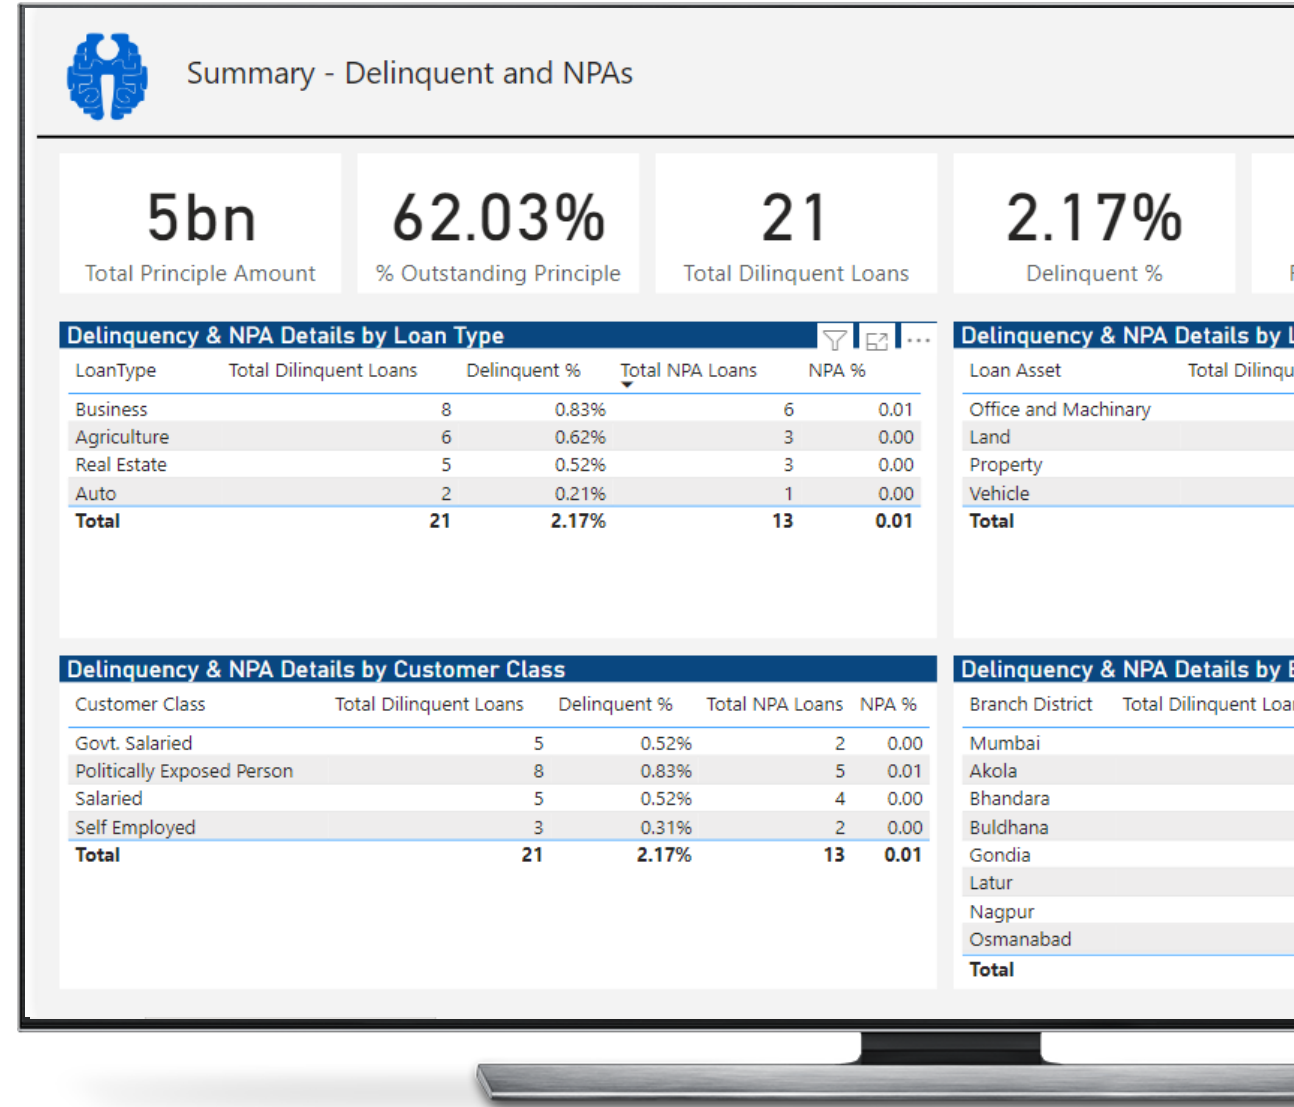 Summary - Delinquent and NPAs
5bn
Total Principle Amount
62.03%
% Outstanding Principle
21
Total Dilinquent Loans
2.17%
Delinquent %
Delinquency & NPA Details by Loan Type
LoanType Total Dilinquent Loans Delinquent % Total NPA Loans NPA %
Business 8 0.83% 6 0.01
Agriculture 6 0.62% 3 0.00
Real Estate 5 0.52% 3 0.00
Auto 2 0.21% 1 0.00
Total 21 2.17% 13 0.01
Delinquency & NPA Details by
Loan Asset Total
Office and Machinary
Land
Property
Vehicle
Total
Delinquency & NPA Details by Customer Class
Customer Class Total Dilinquent Loans Delinquent % Total NPA Loans NPA %
Govt. Salaried 5 0.52% 2 0.00
Politically Exposed Person 8 0.83% 5 0.01
Salaried 5 0.52% 4 0.00
Self Employed 3 0.31% 2 0.00
Total 21 2.17% 13 0.01
Delinquency & NPA Details by
Branch District Total Dilinquent
Mumbai
Akola
Bhandara
Buldhana
Gondia
Latur
Nagpur
Osmanabad
Total